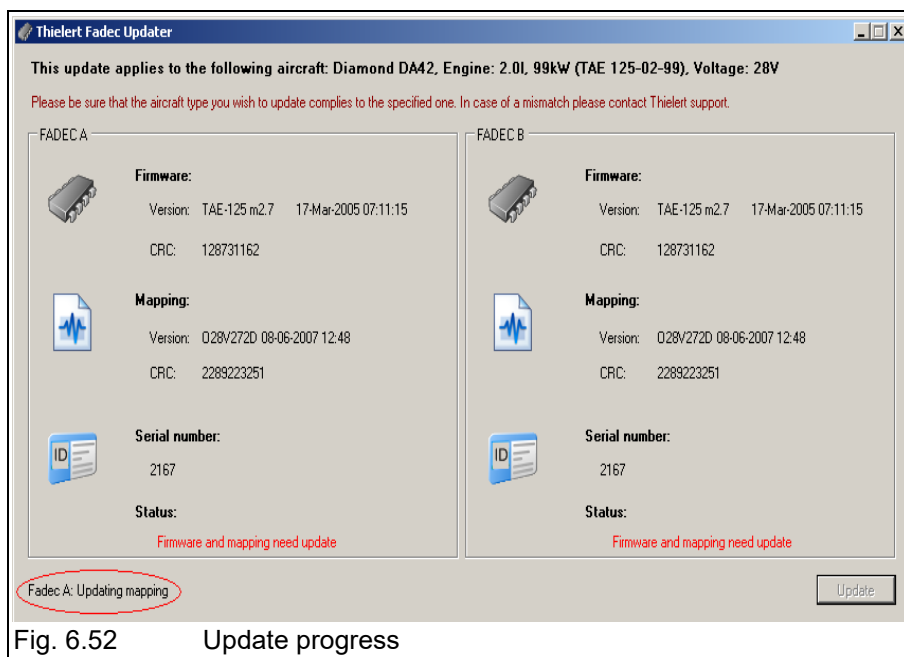 Thielert Fadec Updater
This update applies to the following aircraft: Diamond DA42, Engine: 2.0l, 99kW (TAE 125-02-99), Voltage: 28V
Please be sure that the aircraft type you wish to update complies to the specified one. In case of a mismatch please contact Thielert support.
FADEC A
Firmware:
Version: TAE-125 m2.7 17-Mar-2005 07:11:15
CRC: 128731162
Mapping:
Version: O28V272D 08-06-2007 12:48
CRC: 2289223251
ID
Serial number:
2167
Status:
Firmware and mapping need update
FADEC B
Firmware:
Version: TAE-125 m2.7 17-Mar-2005 07:11:15
CRC: 128731162
Mapping:
Version: O28V272D 08-06-2007 12:48
CRC: 2289223251
ID
Serial number:
2167
Status:
Firmware and mapping need update
Fadec A: Updating mapping
Update
Fig. 6.52 Update progress